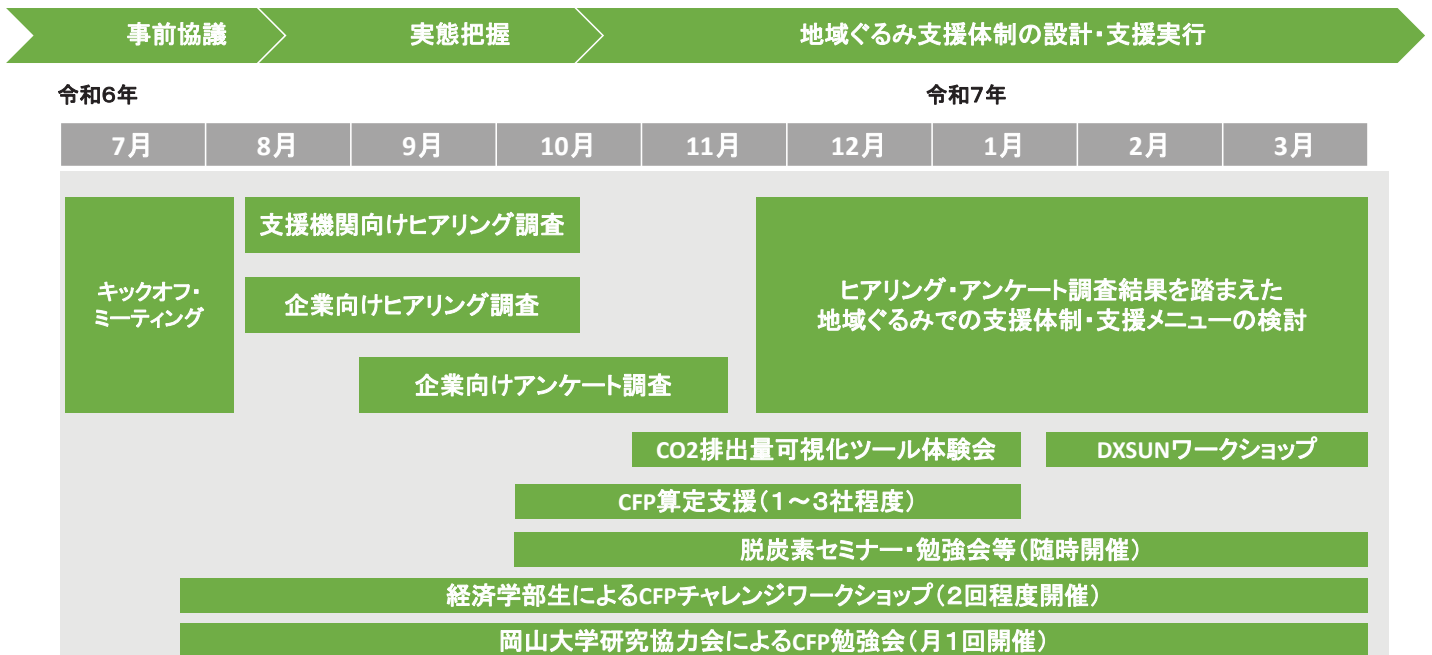 事前協議
実態把握
地域ぐるみ支援体制の設計・支援実行
令和6年
令和7年
7月
8月
9月
10月
11月
12月
1月
2月
3月
キックオフ・
ミーティング
支援機関向けヒアリング調査
企業向けヒアリング調査
企業向けアンケート調査
ヒアリング・アンケート調査結果を踏まえた
地域ぐるみでの支援体制・支援メニューの検討
CO2排出量可視化ツール体験会
DXSUNワークショップ
CFP算定支援（１～３社程度）
脱炭素セミナー・勉強会等（随時開催）
経済学部生によるCFPチャレンジワークショップ（２回程度開催）
岡山大学研究協力会によるCFP勉強会（月１回開催）